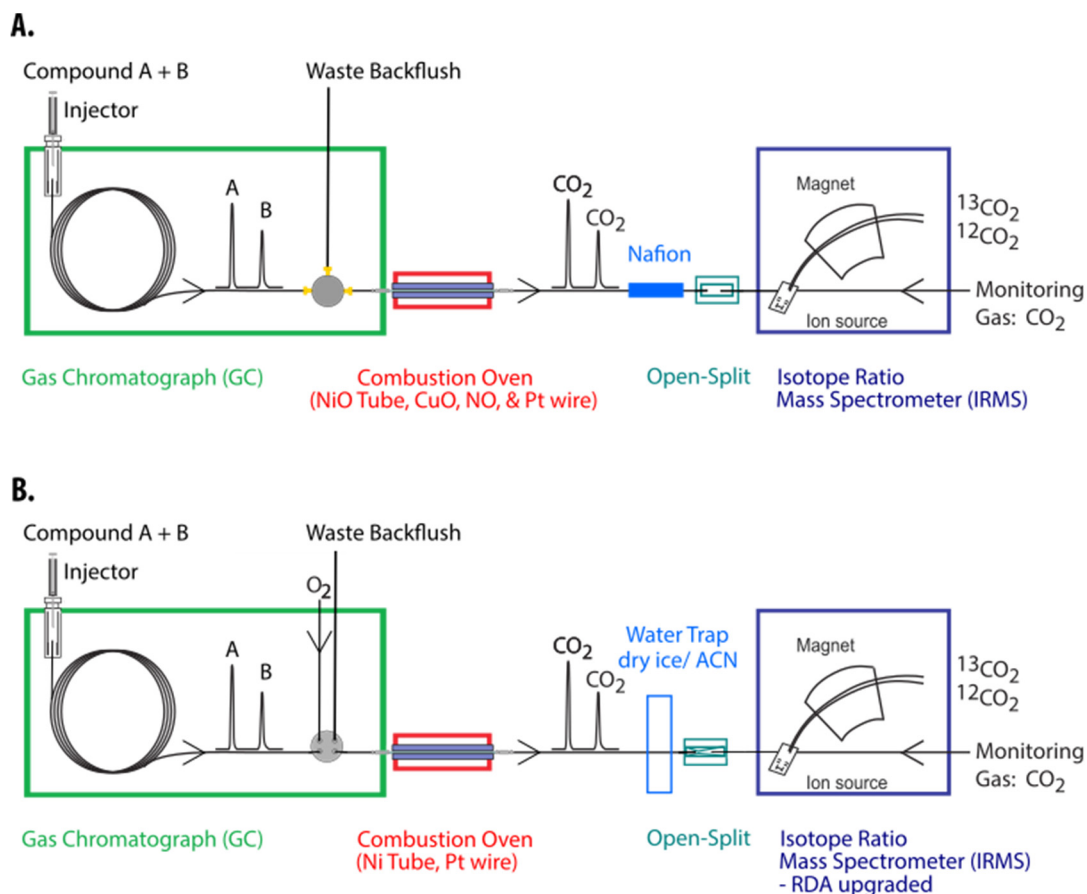 A.
Compound A + B
Waste Backflush
Injector
A
B
CO2
CO2
Nafion
Magnet
13CO2
12CO2
Ion source
Monitoring
Gas: CO2
Gas Chromatograph (GC)
Combustion Oven
(NiO Tube, CuO, NO, & Pt wire)
Open-Split
Isotope Ratio
Mass Spectrometer (IRMS)
B.
Compound A + B
Waste Backflush
Injector
O2
A
B
CO2
CO2
Water Trap
dry ice/ ACN
Magnet
13CO2
12CO2
Ion source
Monitoring
Gas: CO2
Gas Chromatograph (GC)
Combustion Oven
(Ni Tube, Pt wire)
Open-Split
Isotope Ratio
Mass Spectrometer (IRMS)
- RDA upgraded